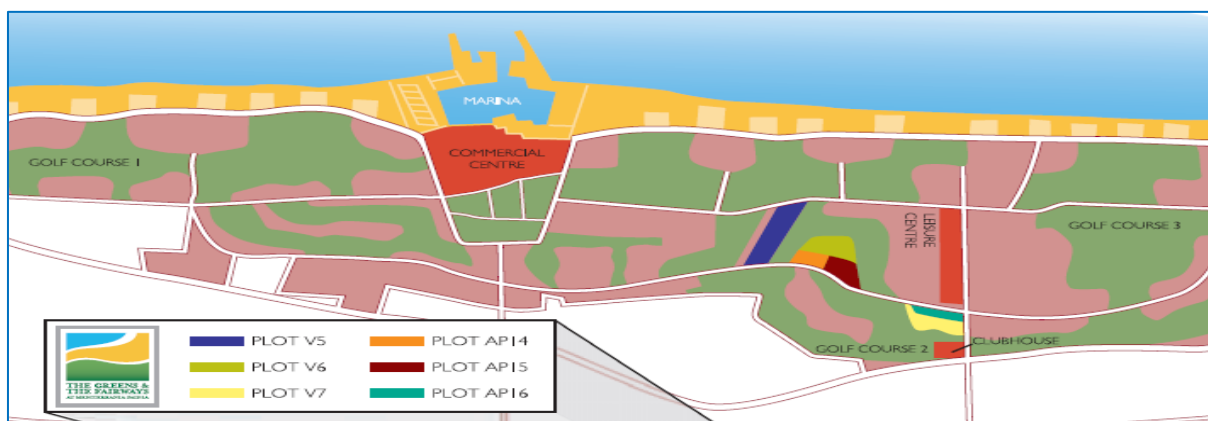 MARINA
COMMERCIAL
CENTRE
GOLF COURSE 1
LEISURE
CENTRE
GOLF COURSE 3
GOLF COURSE 2
CLUBHOUSE
THE GREENS &
THE FAIRWAYS
PLOT V5
PLOT AP14
PLOT V6
PLOT AP15
PLOT V7
PLOT AP16